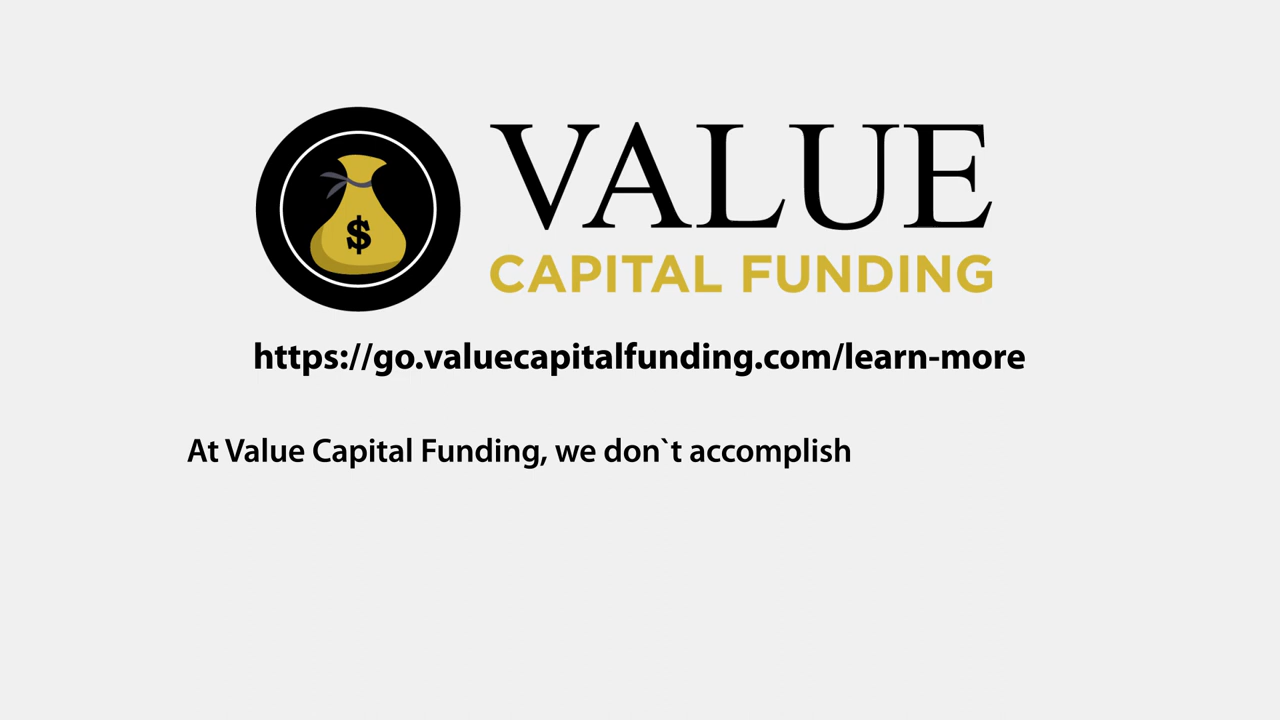 $
VALUE
CAPITAL FUNDING
https://go.valuecapitalfunding.com/learn-more
At Value Capital Funding, we don`t accomplish